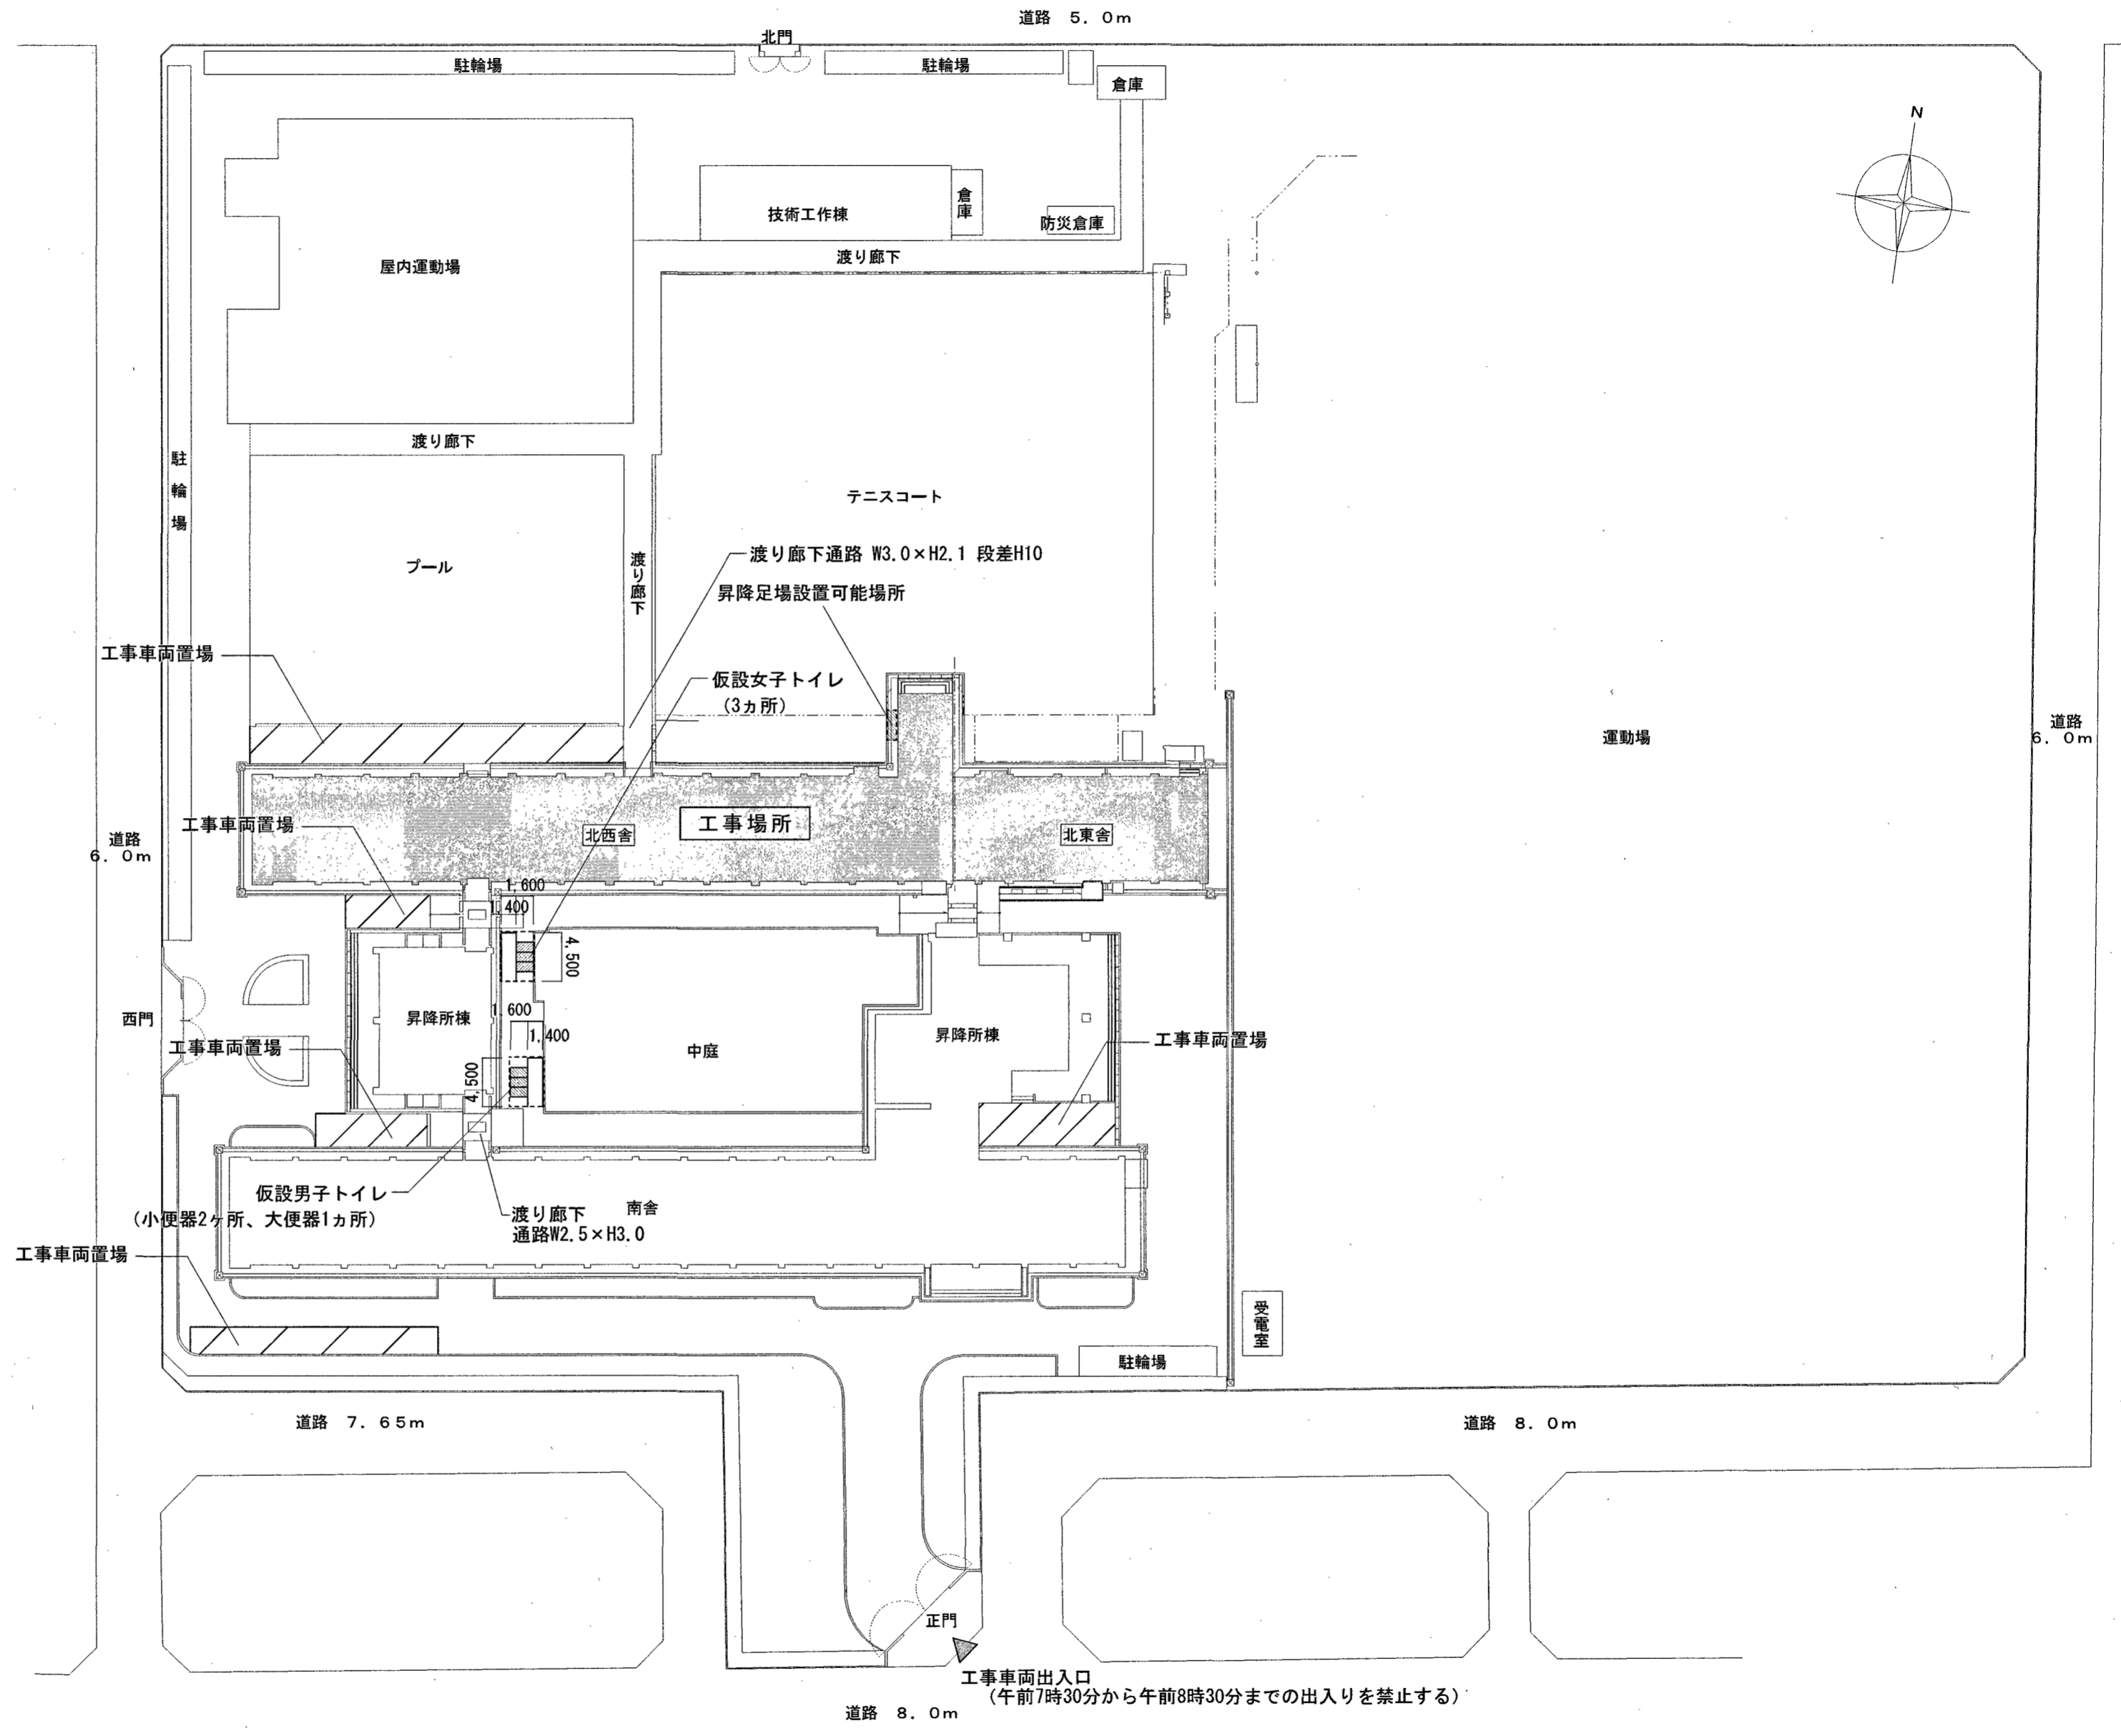 道路 5.0m
北門
駐輪場
駐輪場
倉庫
N
技術工作棟
倉庫
防災倉庫
渡り廊下
屋内運動場
渡り廊下
駐輪場
テニスコート
プール
渡り廊下
渡り廊下通路 W3.0×H2.1 段差H10
昇降足場設置可能場所
工事車両置場
仮設女子トイレ
(3ヵ所)
運動場
道路
6.0m
工事車両置場
工事場所
北西舎
北東舎
道路
6.0m
1,600
1,400
4,500
西門
昇降所棟
1,600
1,400
中庭
昇降所棟
工事車両置場
工事車両置場
4,500
仮設男子トイレ
(小便器2ヶ所、大便器1ヵ所)
渡り廊下
通路W2.5×H3.0
南舎
工事車両置場
受電室
駐輪場
道路 7.65m
道路 8.0m
正門
工事車両出入口
(午前7時30分から午前8時30分までの出入りを禁止する)
道路 8.0m